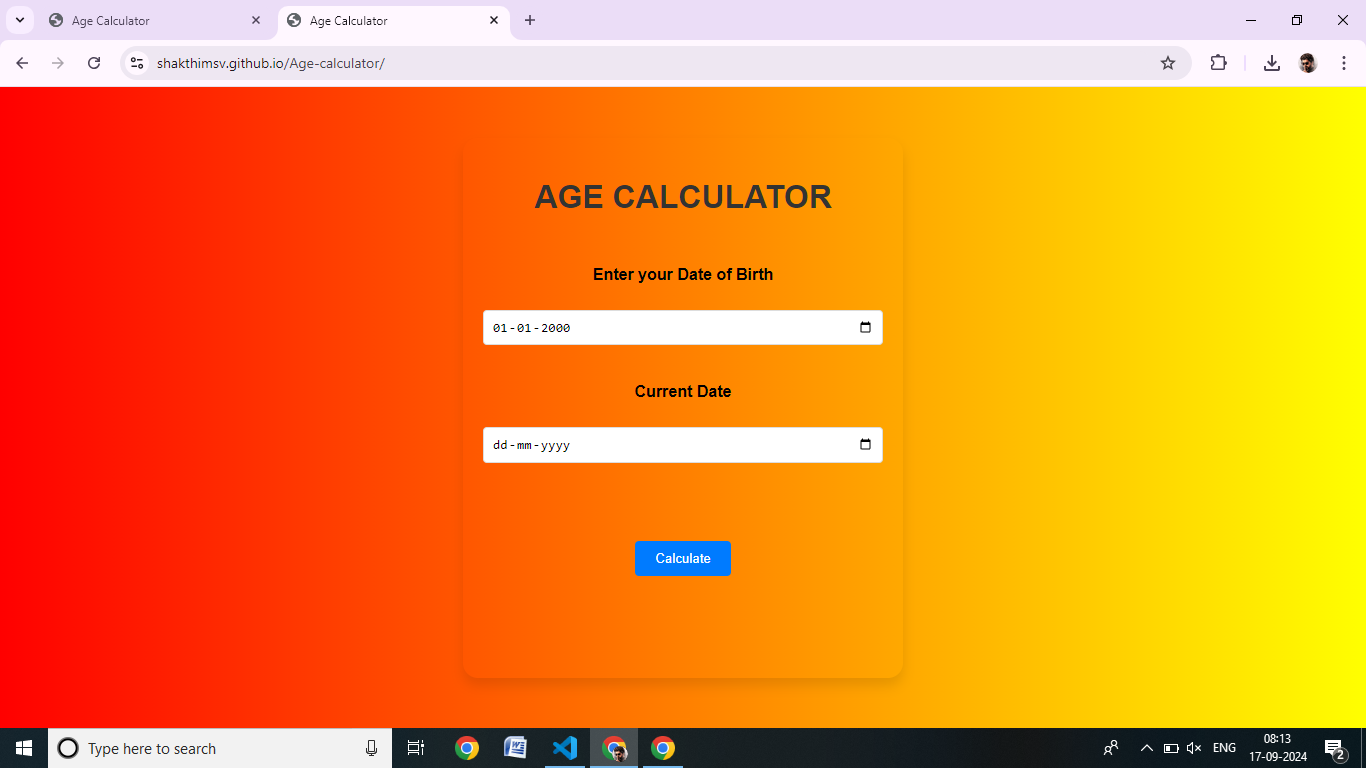 Age Calculator
Age Calculator
shakthimsv.github.io/Age-calculator/
AGE CALCULATOR
Enter your Date of Birth
01-01-2000
Current Date
dd-mm-yyyy
Calculate
Type here to search
ENG
08:13
17-09-2024
2